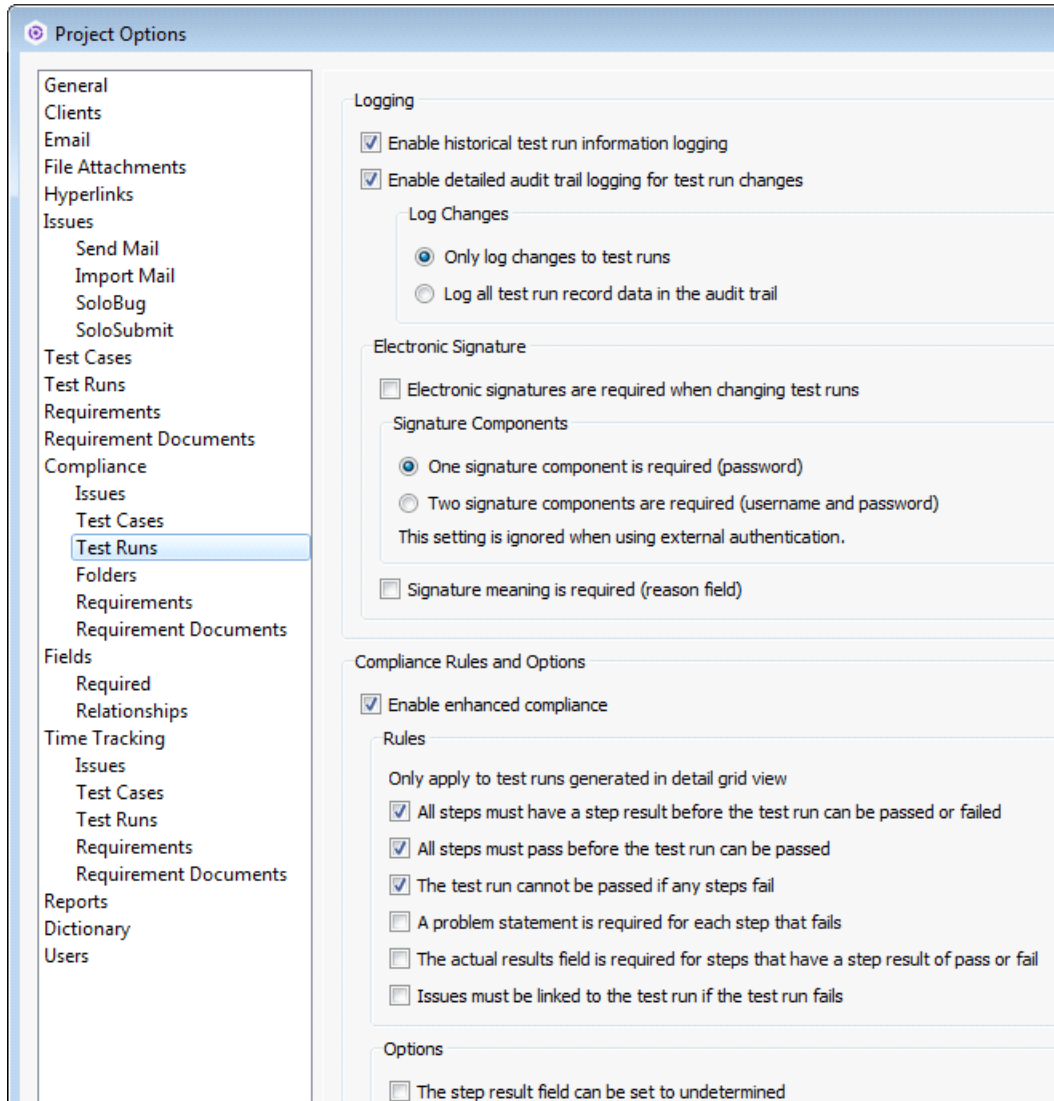 Project Options
General
Clients
Email
File Attachments
Hyperlinks
Issues
Send Mail
Import Mail
SoloBug
SoloSubmit
Test Cases
Test Runs
Requirements
Requirement Documents
Compliance
Issues
Test Cases
Test Runs
Folders
Requirements
Requirement Documents
Fields
Required
Relationships
Time Tracking
Issues
Test Cases
Test Runs
Requirements
Requirement Documents
Reports
Dictionary
Users
Logging
Enable historical test run information logging
Enable detailed audit trail logging for test run changes
Log Changes
Only log changes to test runs
Log all test run record data in the audit trail
Electronic Signature
Electronic signatures are required when changing test runs
Signature Components
One signature component is required (password)
Two signature components are required (username and password)
This setting is ignored when using external authentication.
Signature meaning is required (reason field)
Compliance Rules and Options
Enable enhanced compliance
Rules
Only apply to test runs generated in detail grid view
All steps must have a step result before the test run can be passed or failed
All steps must pass before the test run can be passed
The test run cannot be passed if any steps fail
A problem statement is required for each step that fails
The actual results field is required for steps that have a step result of pass or fail
Issues must be linked to the test run if the test run fails
Options
The step result field can be set to undetermined